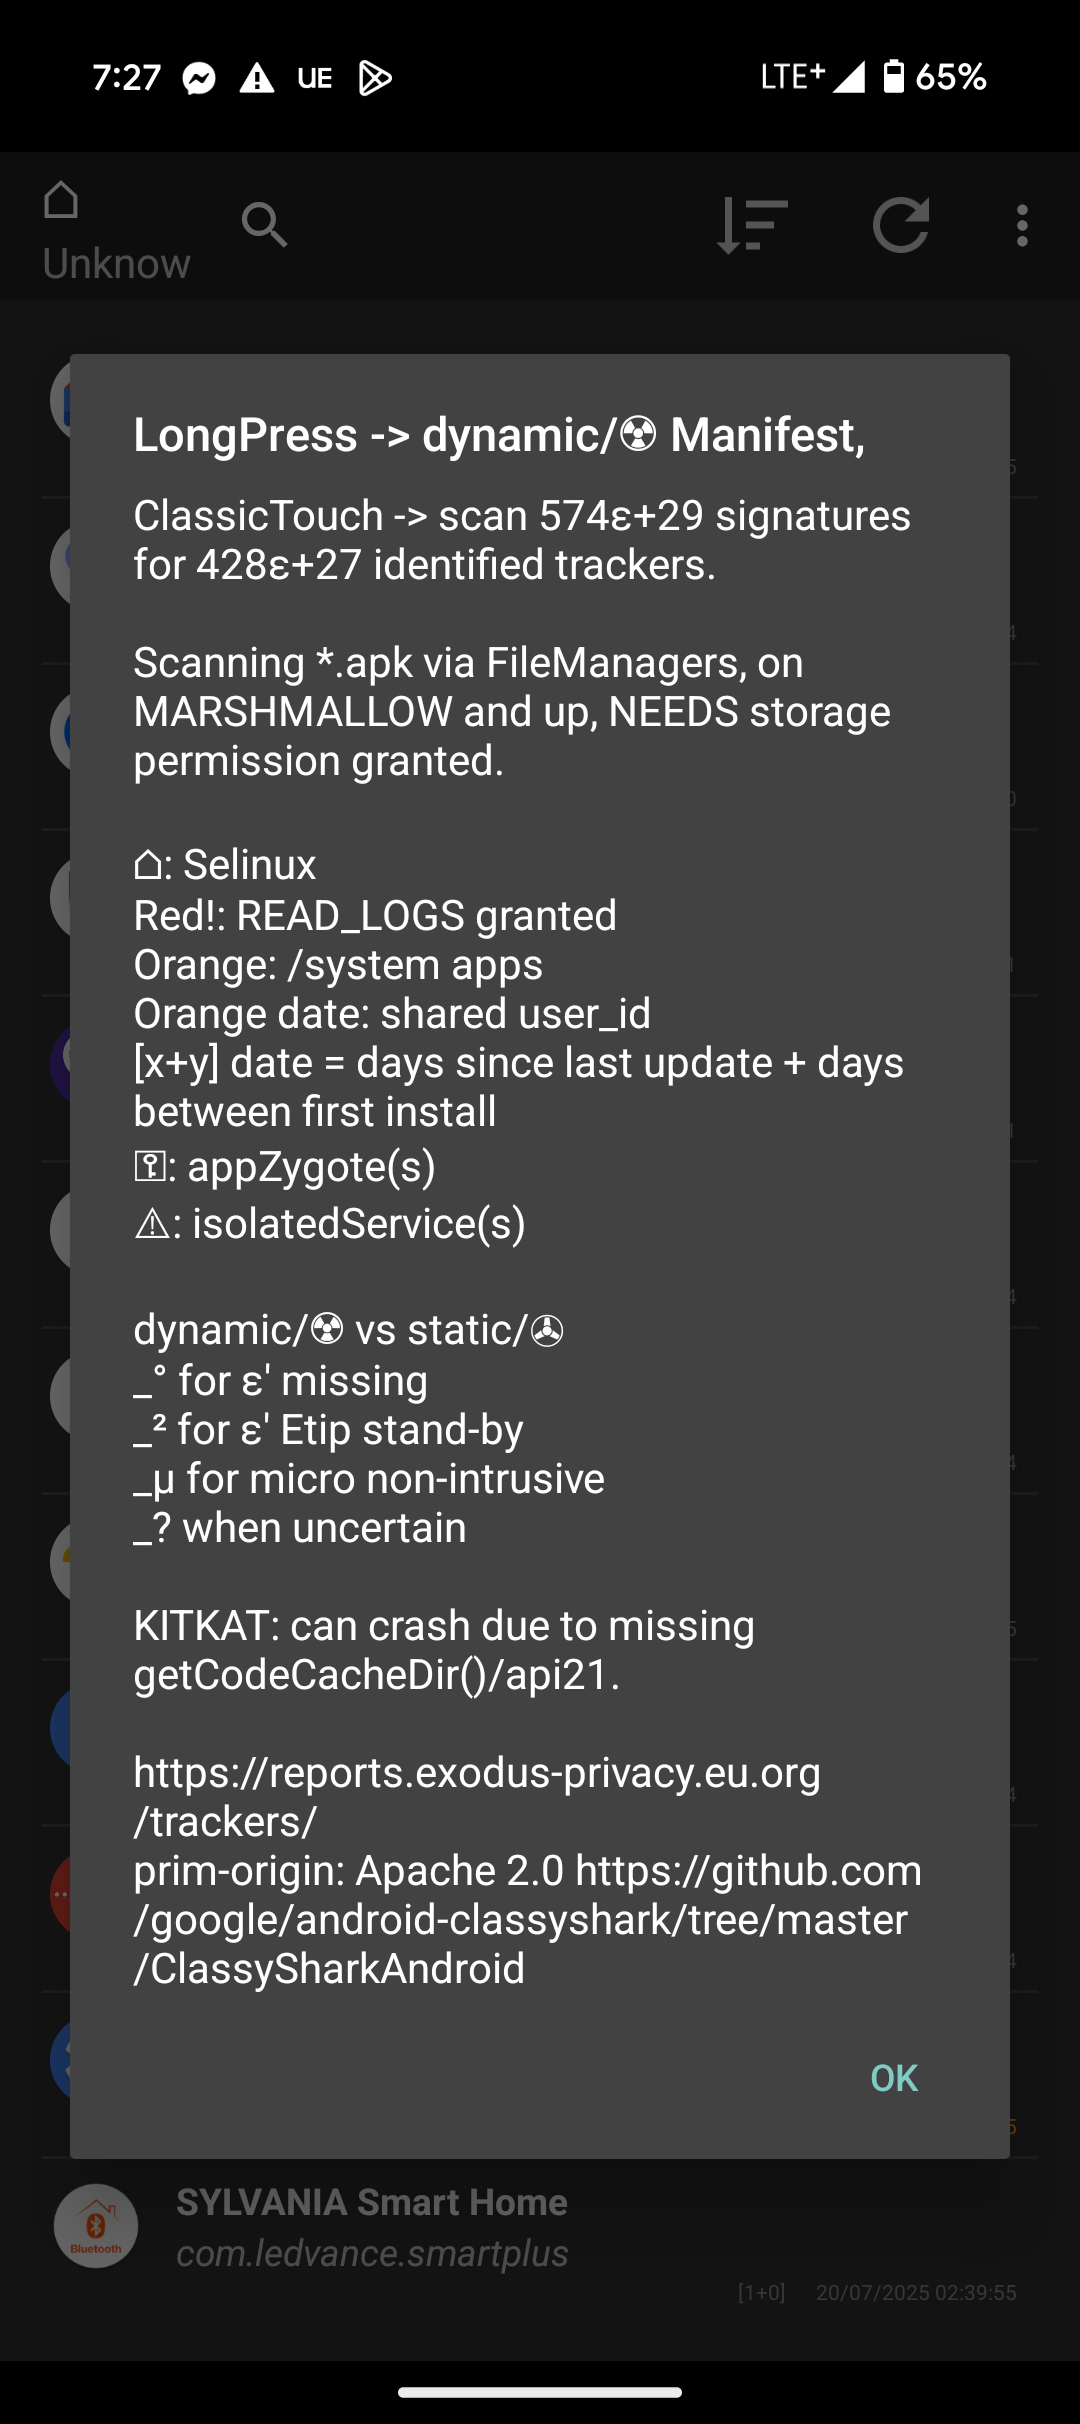 7:27 UE LTE+ 65%
Unknow
LongPress -> dynamic/☢ Manifest,
ClassicTouch -> scan 574ε+29 signatures
for 428ε+27 identified trackers.
Scanning *.apk via FileManagers, on
MARSHMALLOW and up, NEEDS storage
permission granted.
⌂: Selinux
Red!: READ_LOGS granted
Orange: /system apps
Orange date: shared user_id
[x+y] date = days since last update + days
between first install
⚿: appZygote(s)
⚠: isolatedService(s)
dynamic/☢ vs static/✇
_° for ε' missing
_² for ε' Etip stand-by
_µ for micro non-intrusive
_? when uncertain
KITKAT: can crash due to missing
getCodeCacheDir()/api21.
https://reports.exodus-privacy.eu.org
/trackers/
prim-origin: Apache 2.0 https://github.com
/google/android-classyshark/tree/master
/ClassySharkAndroid
OK
SYLVANIA Smart Home
Bluetooth
com.ledvance.smartplus
[1+0] 20/07/2025 02:39:55